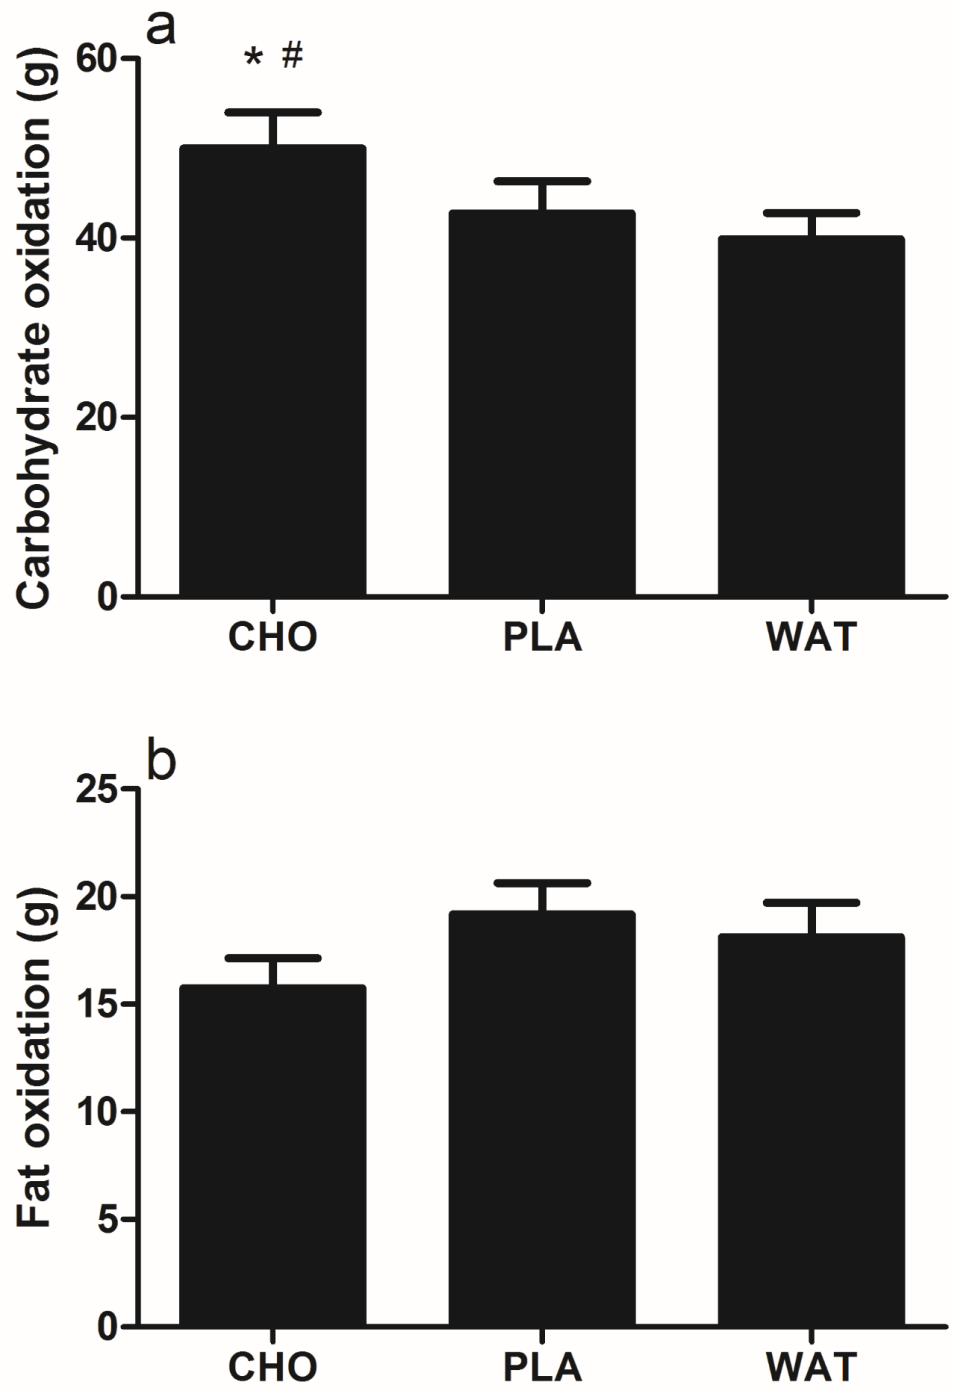 a
* #
Carbohydrate oxidation (g)
60
40
20
0
CHO PLA WAT
b
Fat oxidation (g)
25
20
15
10
5
0
CHO PLA WAT